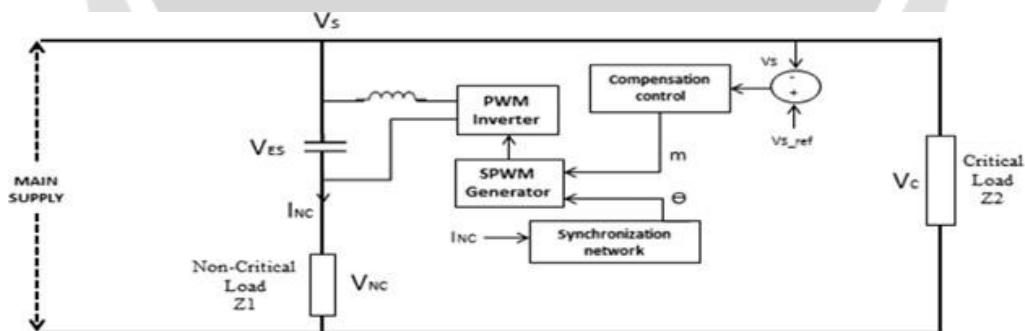 Vs
Vs
Compensation
control
-
+
PWM
Inverter
Vs_ref
VES
m
SPWM
Generator
Critical
Load
Z2
Vc
MAIN
SUPPLY
INC
Θ
INC
Synchronization
network
Non-Critical
Load
Z1
VNC